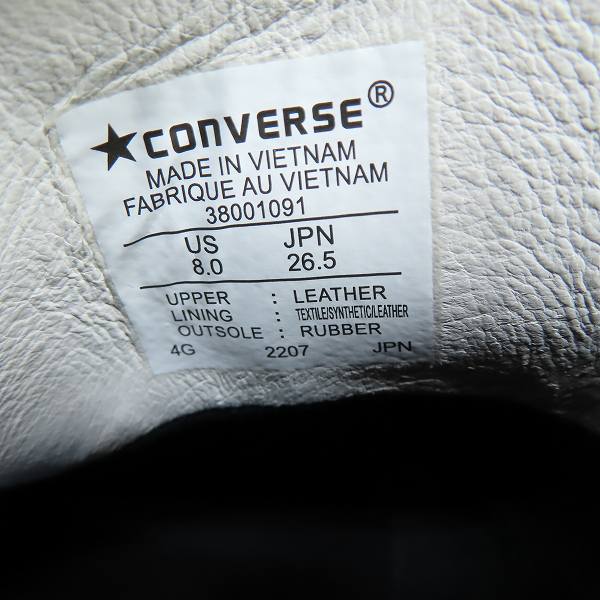 ★CONVERSE®
MADE IN VIETNAM
FABRIQUE AU VIETNAM
38001091
US JPN
8.0 26.5
UPPER : LEATHER
LINING : TEXTILE/SYNTHETIC/LEATHER
OUTSOLE : RUBBER
4G 2207 JPN